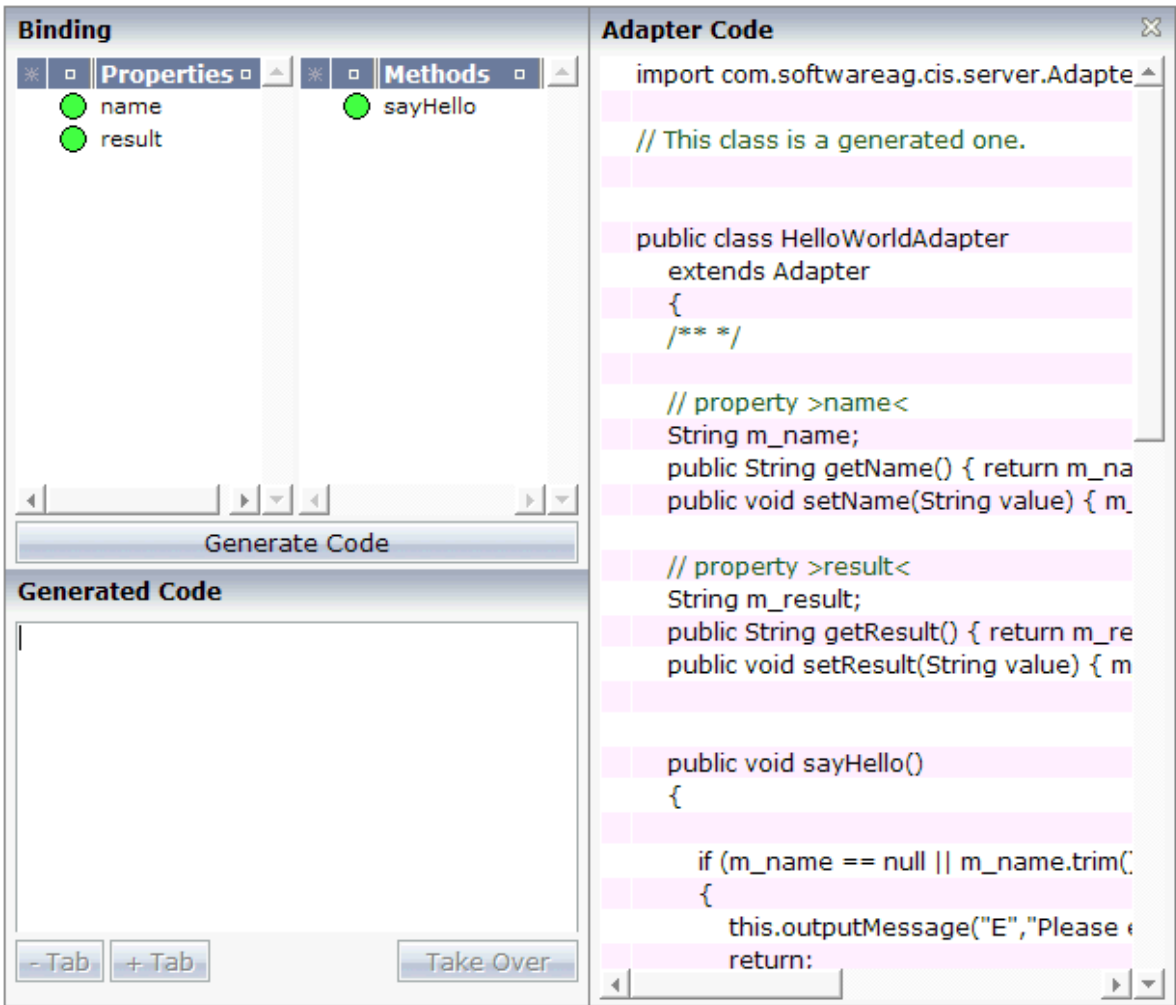 Binding
Properties
Methods
name
sayHello
result
Generate Code
Generated Code
- Tab
+ Tab
Take Over
Adapter Code
import com.softwareag.cis.server.Adapte
// This class is a generated one.
public class HelloWorldAdapter
extends Adapter
{
/** */
// property >name<
String m_name;
public String getName() { return m_na
public void setName(String value) { m_
// property >result<
String m_result;
public String getResult() { return m_re
public void setResult(String value) { m
public void sayHello()
{
if (m_name == null || m_name.trim()
{
this.outputMessage("E","Please e
return;